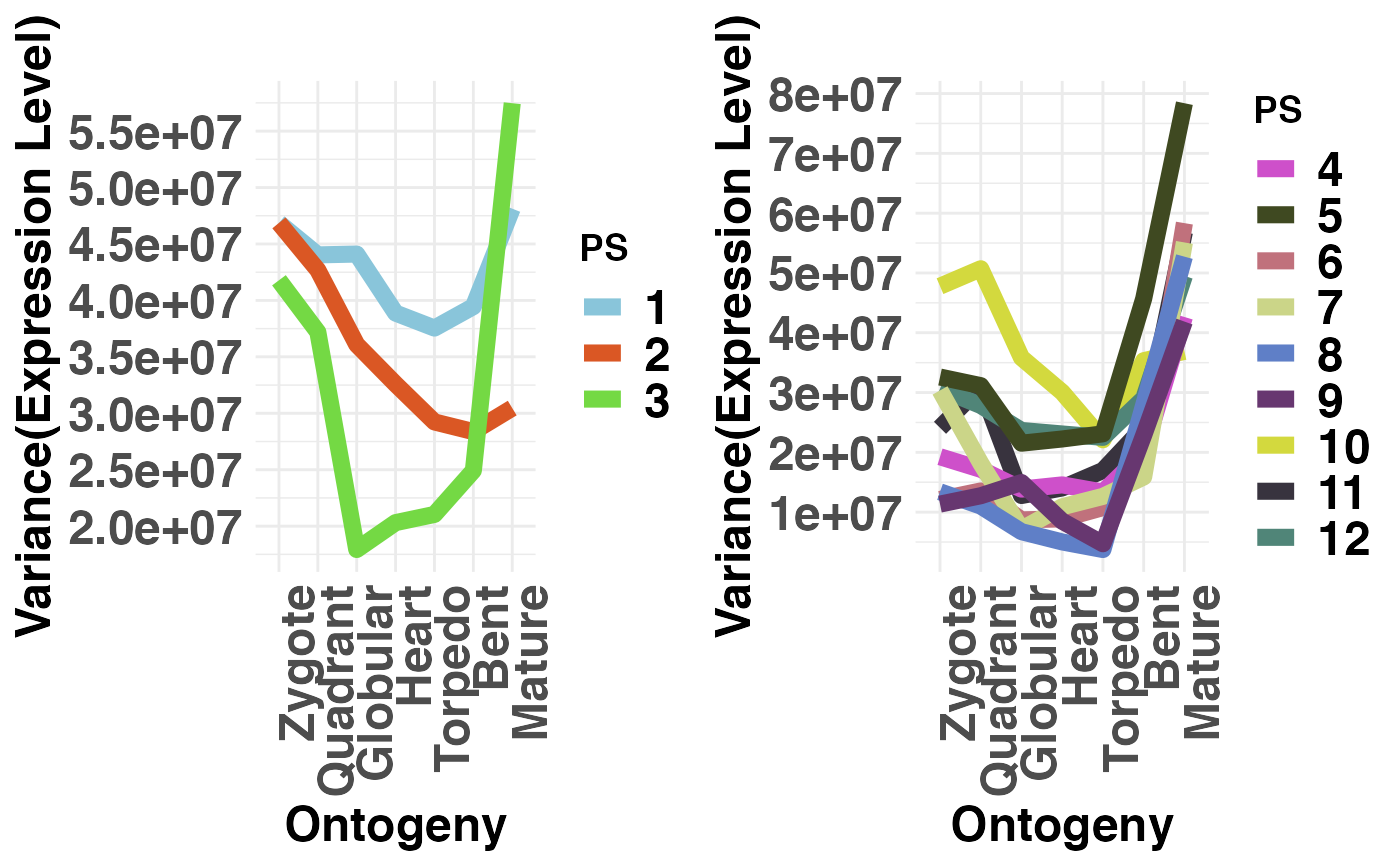 Variance(Expression Level)
5.5e+07
5.0e+07
4.5e+07
4.0e+07
3.5e+07
3.0e+07
2.5e+07
2.0e+07
Zygote
Quadrant
Globular
Heart
Torpedo
Bent
Mature
Ontogeny
PS
1
2
3
Variance(Expression Level)
8e+07
7e+07
6e+07
5e+07
4e+07
3e+07
2e+07
1e+07
Zygote
Quadrant
Globular
Heart
Torpedo
Bent
Mature
Ontogeny
PS
4
5
6
7
8
9
10
11
12